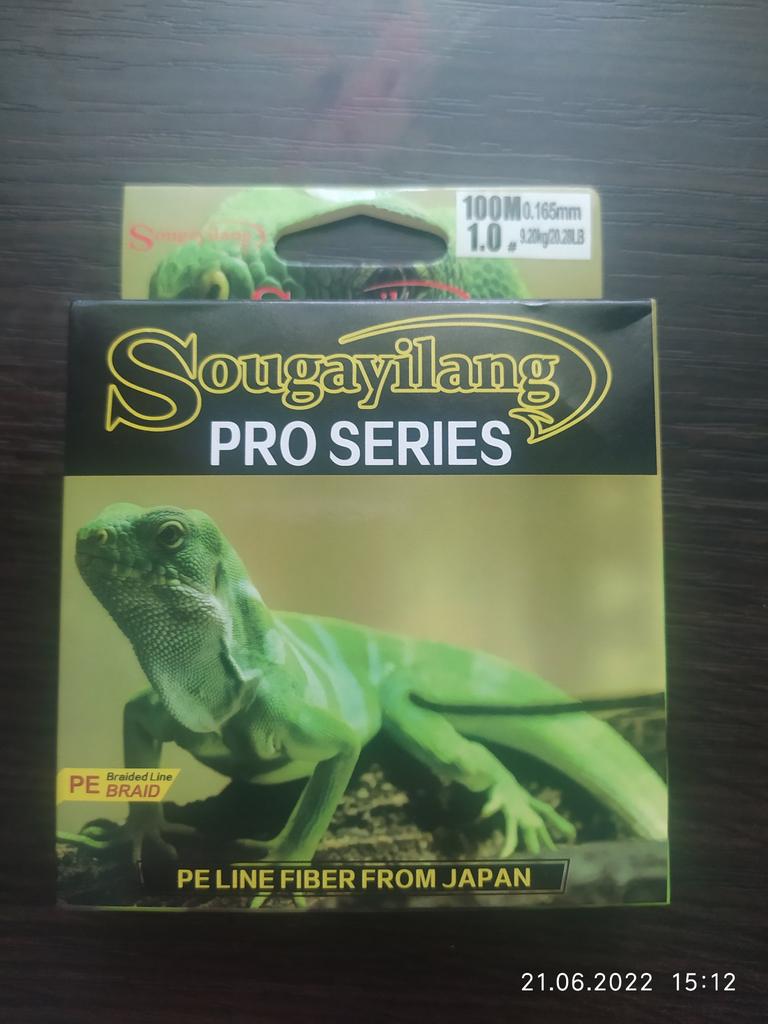 Sougayilang
100M 0.165mm
1.0 # 9.20kg/20.28LB
Sougayilang
PRO SERIES
PE Braided Line
BRAID
PE LINE FIBER FROM JAPAN
21.06.2022 15:12